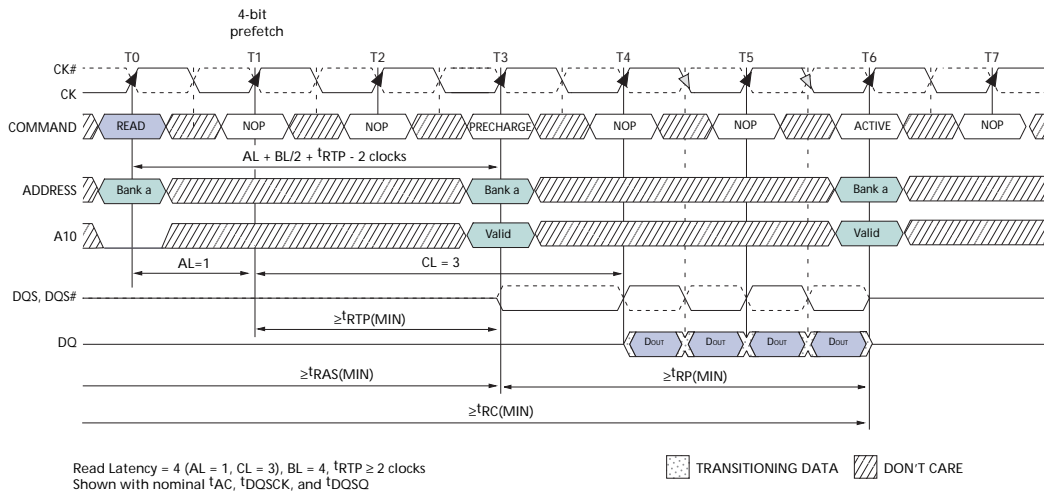 4-bit
prefetch
T0 T1 T2 T3 T4 T5 T6 T7
CK#
CK
COMMAND READ NOP NOP PRECHARGE NOP NOP ACTIVE NOP
AL + BL/2 + tRTP - 2 clocks
ADDRESS Bank a Bank a Bank a
A10 Valid Valid
AL=1 CL = 3
DQS, DQS#
≥tRTP(MIN)
DQ DOUT DOUT DOUT DOUT
≥tRAS(MIN) ≥tRP(MIN)
≥tRC(MIN)
Read Latency = 4 (AL = 1, CL = 3), BL = 4, tRTP ≥ 2 clocks
Shown with nominal tAC, tDQSCK, and tDQSQ
TRANSITIONING DATA DON'T CARE